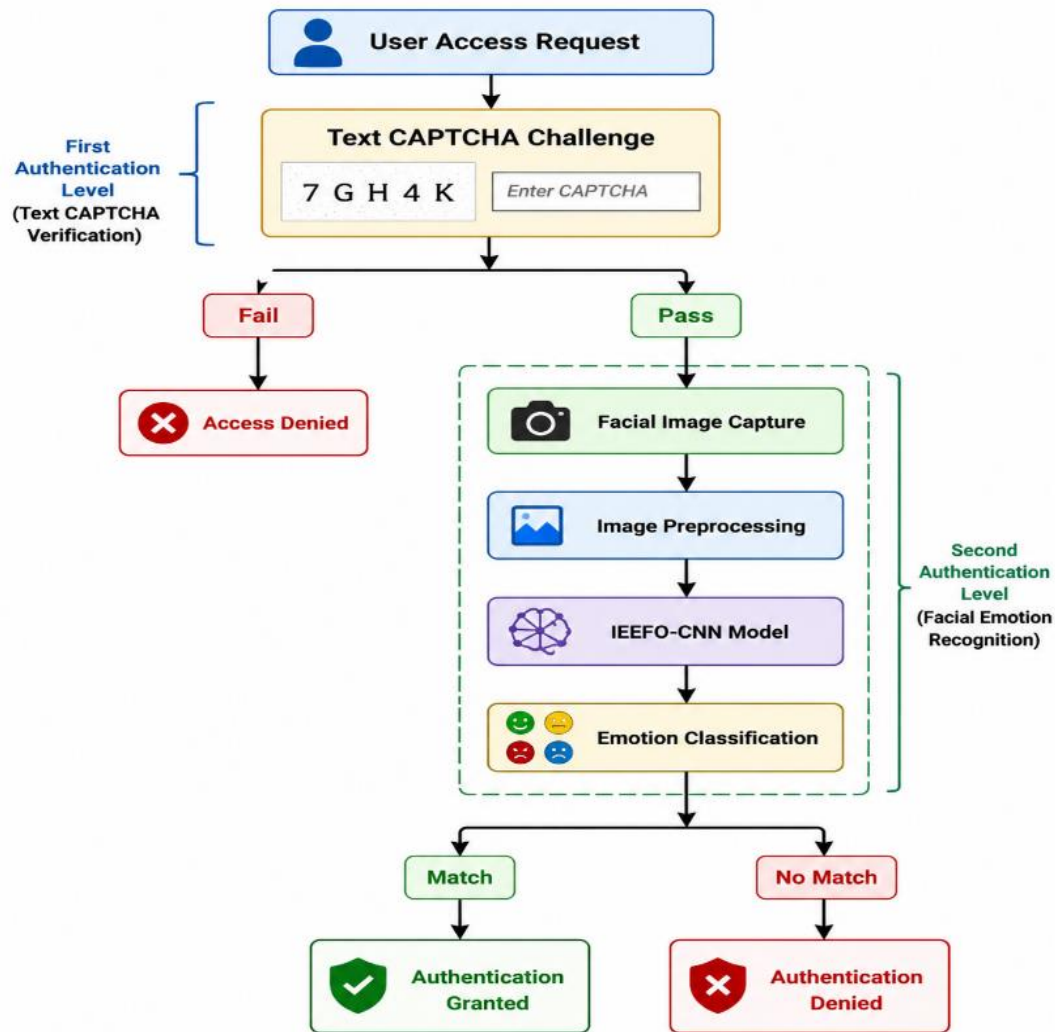 User Access Request
First
Authentication
Level
(Text CAPTCHA
Verification)
Text CAPTCHA Challenge
7 G H 4 K
Enter CAPTCHA
Fail
Pass
Access Denied
Facial Image Capture
Image Preprocessing
IEEFO-CNN Model
Emotion Classification
Second
Authentication
Level
(Facial Emotion
Recognition)
Match
No Match
Authentication
Granted
Authentication
Denied